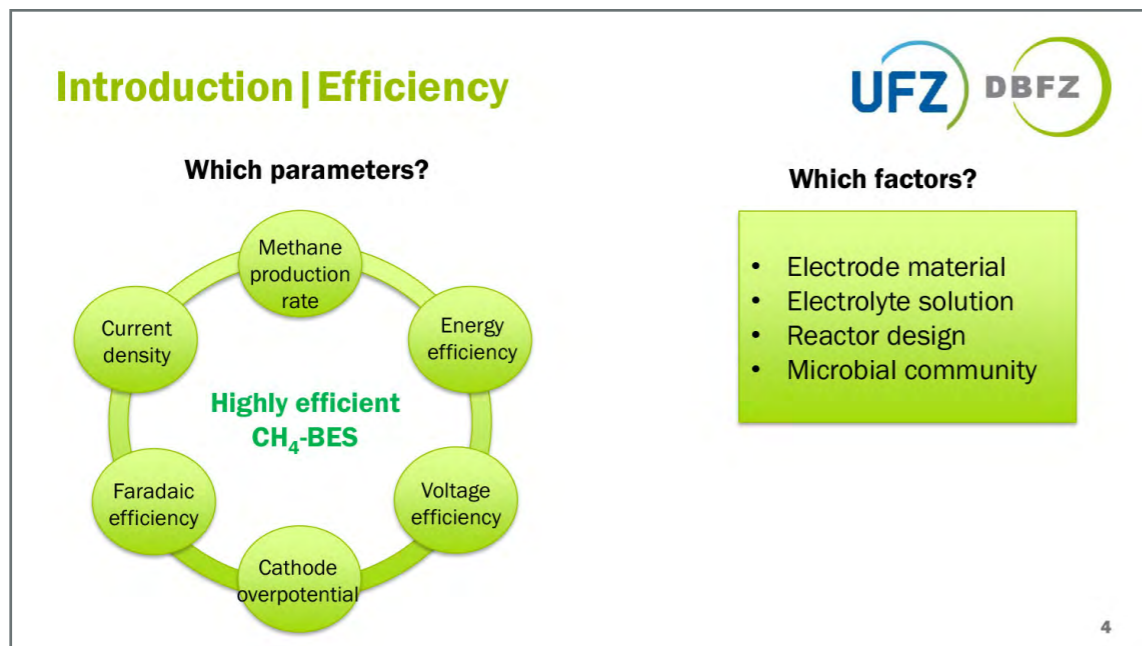 Introduction|Efficiency
UFZ
DBFZ
Which parameters?
Methane
production
rate
Current
density
Energy
efficiency
Highly efficient
CH₄-BES
Faradaic
efficiency
Voltage
efficiency
Cathode
overpotential
Which factors?
• Electrode material
• Electrolyte solution
• Reactor design
• Microbial community
4